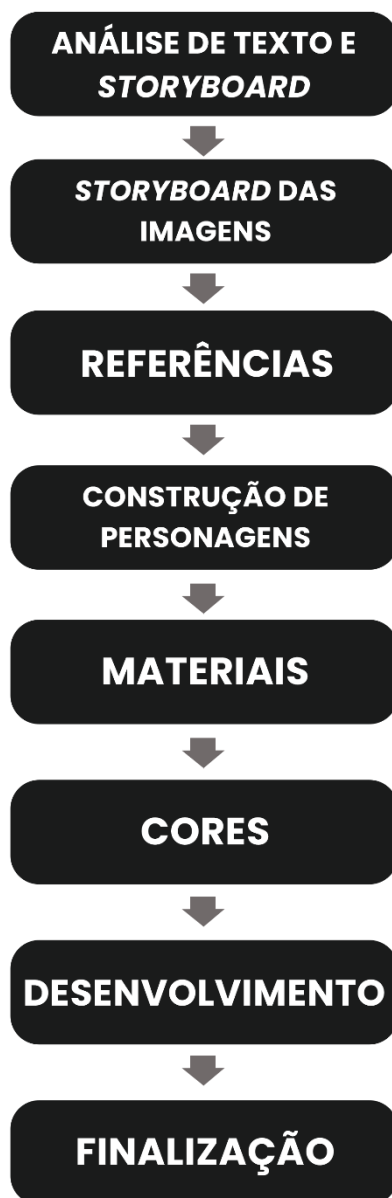 ANÁLISE DE TEXTO E
STORYBOARD
STORYBOARD DAS
IMAGENS
REFERÊNCIAS
CONSTRUÇÃO DE
PERSONAGENS
MATERIAIS
CORES
DESENVOLVIMENTO
FINALIZAÇÃO